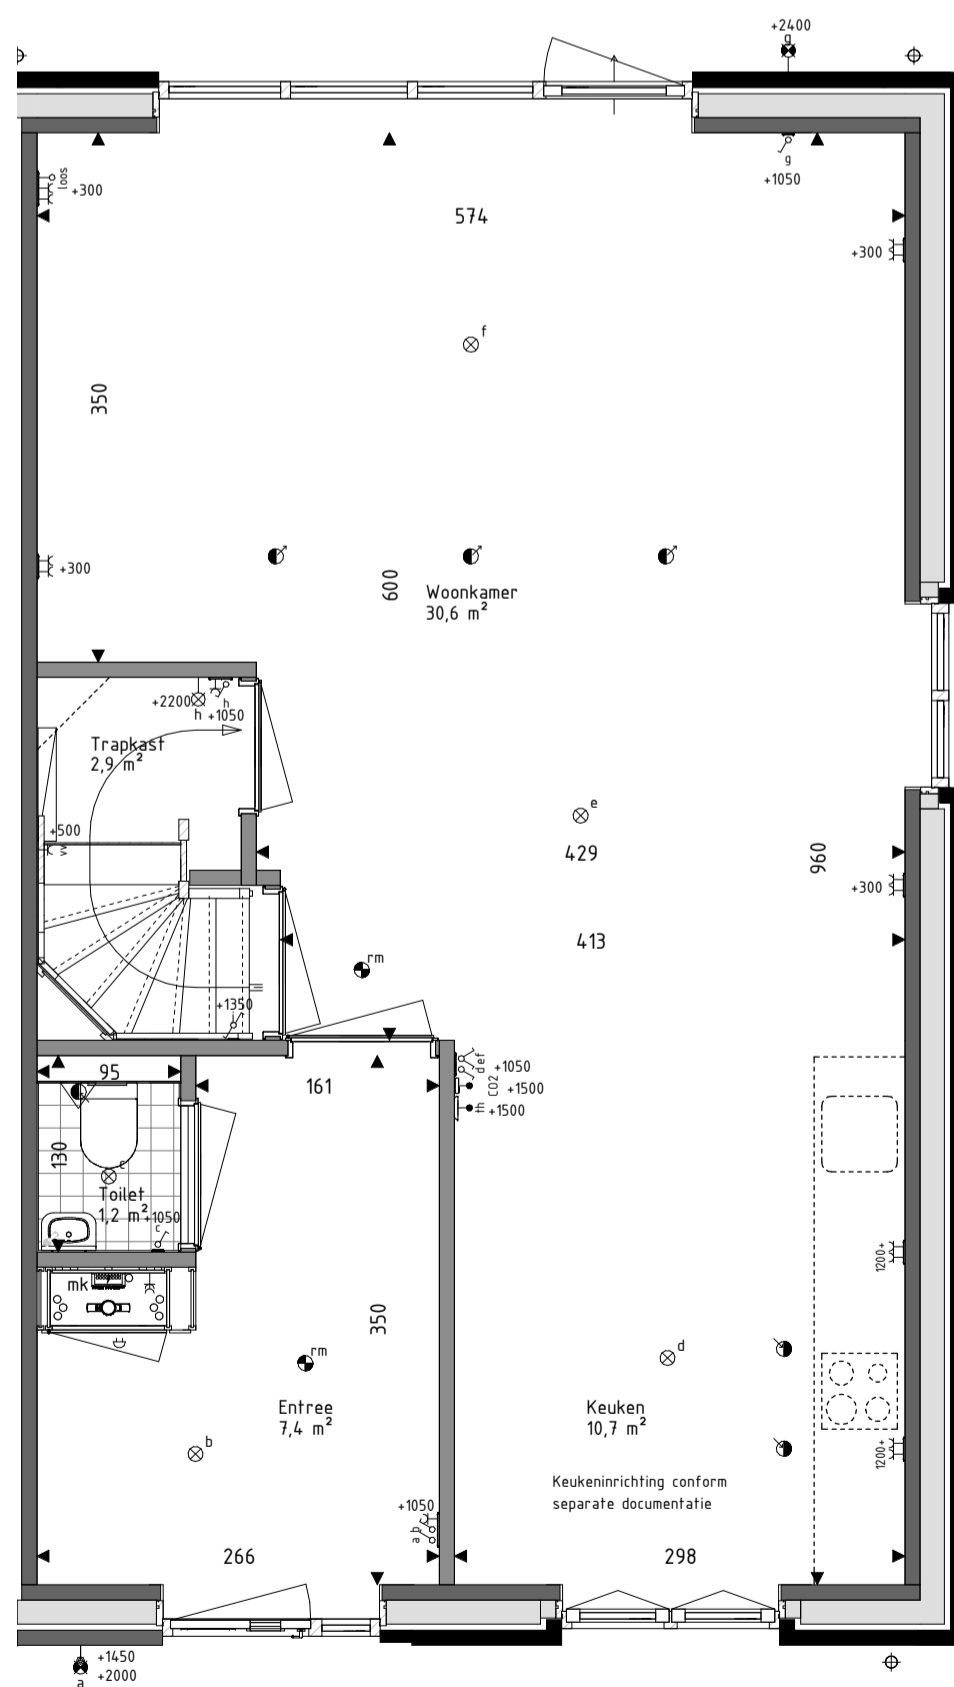 +2400
g
g
+1050
loos
+300
574
+300
f
350
+300
600
Woonkamer
30,6 m²
+2200
h
h
+1050
Trapkast
2,9 m²
+500
vv
e
429
960
+300
413
rm
+1350
95
161
def
+1050
CO2
+1500
th
+1500
130
c
Toilet
1,2 m²
+1050
c
mk
1200+
350
rm
d
Entree
7,4 m²
Keuken
10,7 m²
b
1200+
Keukeninrichting conform
separate documentatie
+1050
a b c
266
298
+1450
+2000
a